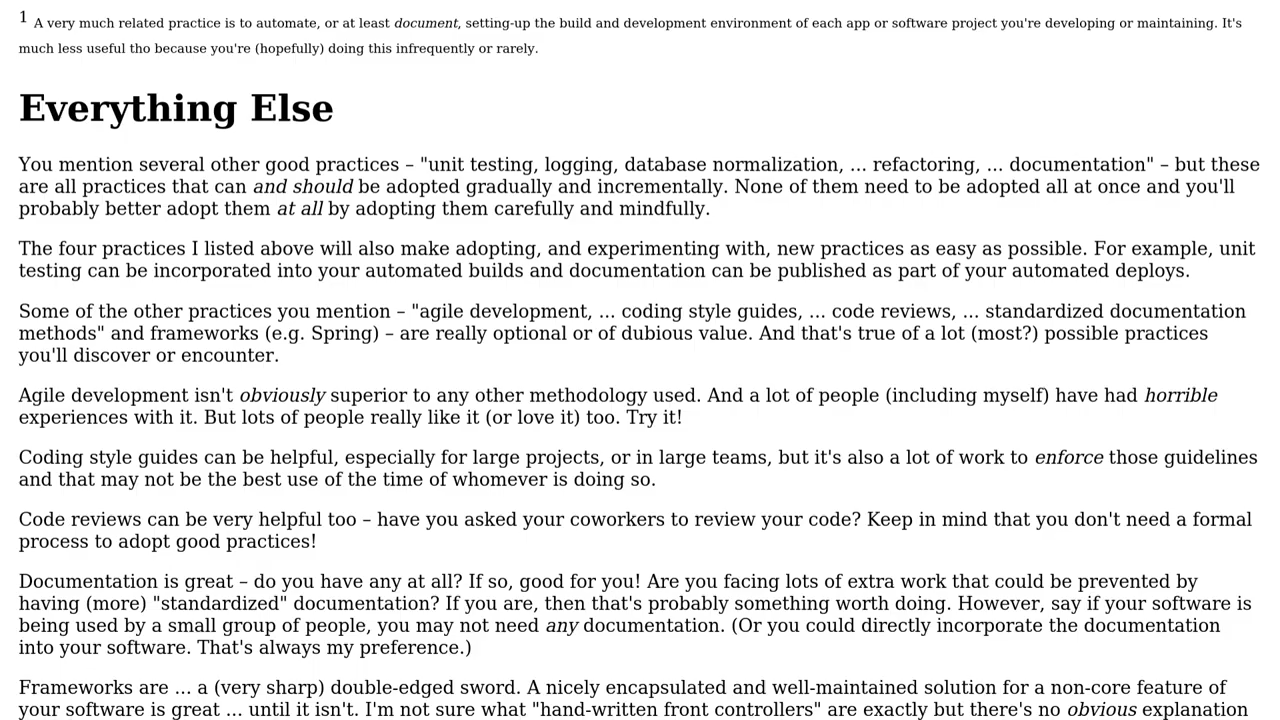 1 A very much related practice is to automate, or at least document, setting-up the build and development environment of each app or software project you're developing or maintaining. It's
much less useful tho because you're (hopefully) doing this infrequently or rarely.
Everything Else
You mention several other good practices – "unit testing, logging, database normalization, ... refactoring, ... documentation" – but these
are all practices that can and should be adopted gradually and incrementally. None of them need to be adopted all at once and you'll
probably better adopt them at all by adopting them carefully and mindfully.
The four practices I listed above will also make adopting, and experimenting with, new practices as easy as possible. For example, unit
testing can be incorporated into your automated builds and documentation can be published as part of your automated deploys.
Some of the other practices you mention – "agile development, ... coding style guides, ... code reviews, ... standardized documentation
methods" and frameworks (e.g. Spring) – are really optional or of dubious value. And that's true of a lot (most?) possible practices
you'll discover or encounter.
Agile development isn't obviously superior to any other methodology used. And a lot of people (including myself) have had horrible
experiences with it. But lots of people really like it (or love it) too. Try it!
Coding style guides can be helpful, especially for large projects, or in large teams, but it's also a lot of work to enforce those guidelines
and that may not be the best use of the time of whomever is doing so.
Code reviews can be very helpful too – have you asked your coworkers to review your code? Keep in mind that you don't need a formal
process to adopt good practices!
Documentation is great – do you have any at all? If so, good for you! Are you facing lots of extra work that could be prevented by
having (more) "standardized" documentation? If you are, then that's probably something worth doing. However, say if your software is
being used by a small group of people, you may not need any documentation. (Or you could directly incorporate the documentation
into your software. That's always my preference.)
Frameworks are ... a (very sharp) double-edged sword. A nicely encapsulated and well-maintained solution for a non-core feature of
your software is great ... until it isn't. I'm not sure what "hand-written front controllers" are exactly but there's no obvious explanation